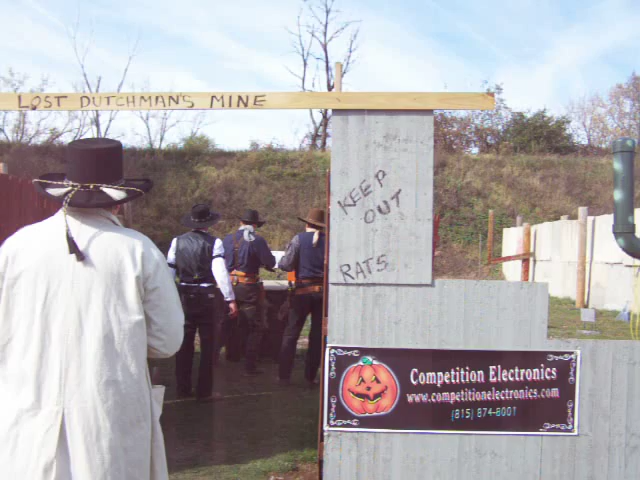 LOST DUTCHMAN'S MINE
KEEP
OUT
RATS
Competition Electronics
www.competitionelectronics.com
(815) 874-8001